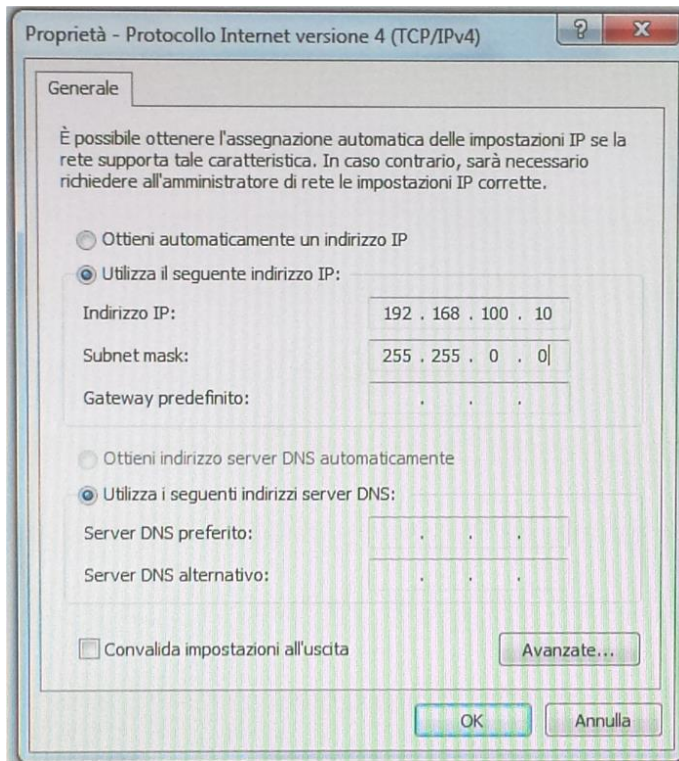 Proprietà - Protocollo Internet versione 4 (TCP/IPv4)
Generale
È possibile ottenere l'assegnazione automatica delle impostazioni IP se la
rete supporta tale caratteristica. In caso contrario, sarà necessario
richiedere all'amministratore di rete le impostazioni IP corrette.
Ottieni automaticamente un indirizzo IP
Utilizza il seguente indirizzo IP:
Indirizzo IP: 192 . 168 . 100 . 10
Subnet mask: 255 . 255 . 0 . 0
Gateway predefinito: . . .
Ottieni indirizzo server DNS automaticamente
Utilizza i seguenti indirizzi server DNS:
Server DNS preferito: . . .
Server DNS alternativo: . . .
Convalida impostazioni all'uscita
Avanzate...
OK Annulla